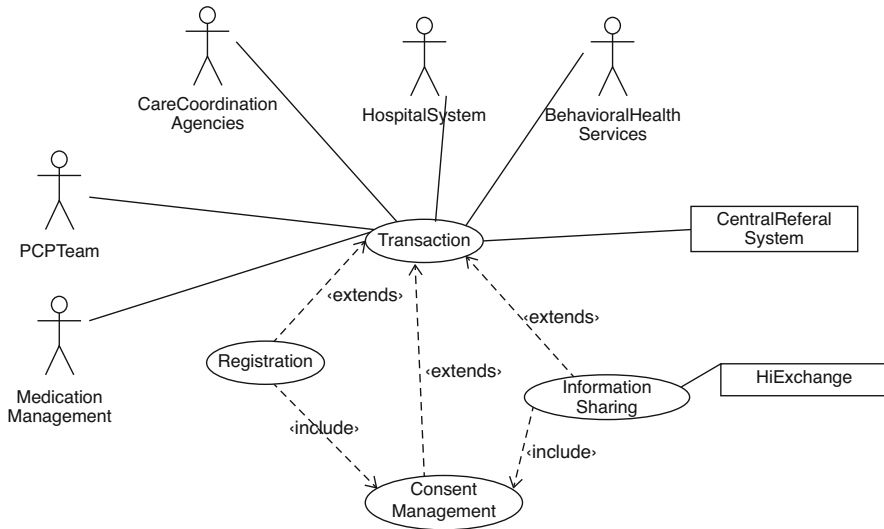 CareCoordination
Agencies
HospitalSystem
BehavioralHealth
Services
PCPTeam
Transaction
CentralReferal
System
Medication
Management
‹extends›
‹extends›
‹extends›
Registration
Information
Sharing
HiExchange
‹include›
‹include›
Consent
Management